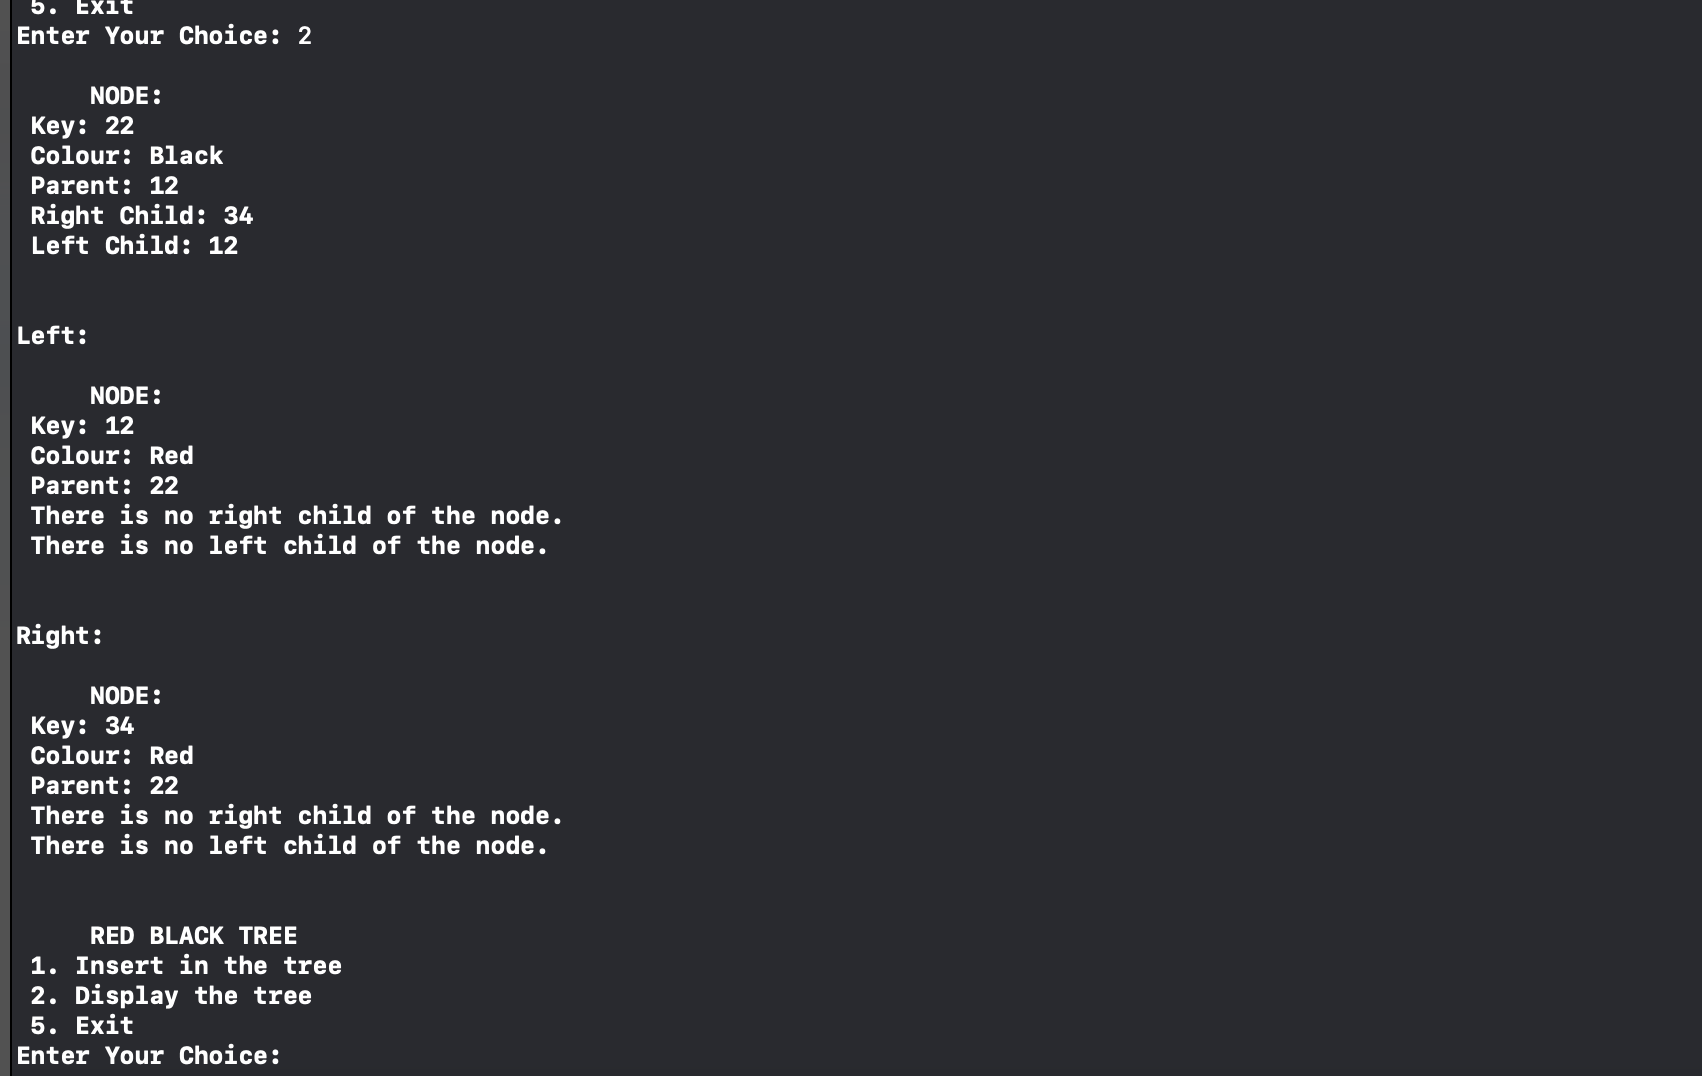 5. Exit
Enter Your Choice: 2
NODE:
Key: 22
Colour: Black
Parent: 12
Right Child: 34
Left Child: 12
Left:
NODE:
Key: 12
Colour: Red
Parent: 22
There is no right child of the node.
There is no left child of the node.
Right:
NODE:
Key: 34
Colour: Red
Parent: 22
There is no right child of the node.
There is no left child of the node.
RED BLACK TREE
1. Insert in the tree
2. Display the tree
5. Exit
Enter Your Choice: